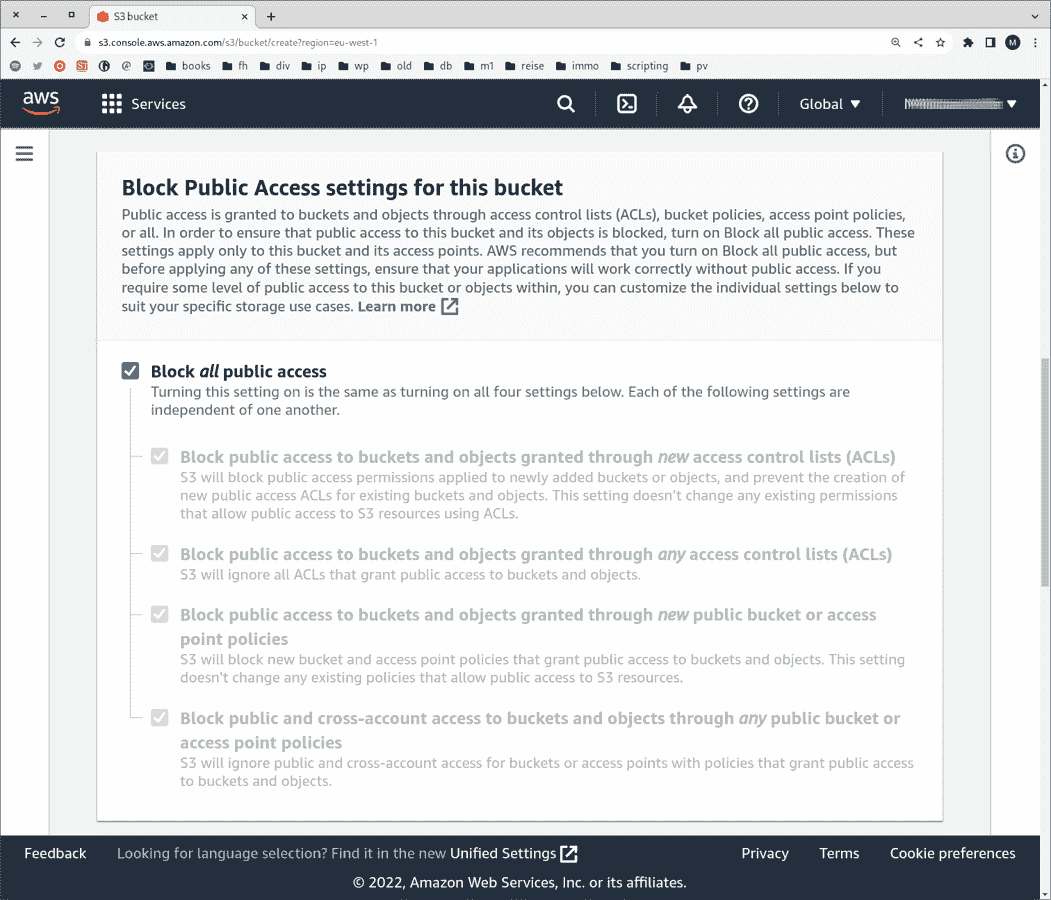 S3 bucket
s3.console.aws.amazon.com/s3/bucket/create?region=eu-west-1
M
books fh div ip wp old db m1 reise immo scripting pv
aws Services Global
Block Public Access settings for this bucket
Public access is granted to buckets and objects through access control lists (ACLs), bucket policies, access point policies,
or all. In order to ensure that public access to this bucket and its objects is blocked, turn on Block all public access. These
settings apply only to this bucket and its access points. AWS recommends that you turn on Block all public access, but
before applying any of these settings, ensure that your applications will work correctly without public access. If you
require some level of public access to this bucket or objects within, you can customize the individual settings below to
suit your specific storage use cases. Learn more
Block all public access
Turning this setting on is the same as turning on all four settings below. Each of the following settings are
independent of one another.
Block public access to buckets and objects granted through new access control lists (ACLs)
S3 will block public access permissions applied to newly added buckets or objects, and prevent the creation of
new public access ACLs for existing buckets and objects. This setting doesn't change any existing permissions
that allow public access to S3 resources using ACLs.
Block public access to buckets and objects granted through any access control lists (ACLs)
S3 will ignore all ACLs that grant public access to buckets and objects.
Block public access to buckets and objects granted through new public bucket or access
point policies
S3 will block new bucket and access point policies that grant public access to buckets and objects. This setting
doesn't change any existing policies that allow public access to S3 resources.
Block public and cross-account access to buckets and objects through any public bucket or
access point policies
S3 will ignore public and cross-account access for buckets or access points with policies that grant public access
to buckets and objects.
Feedback Looking for language selection? Find it in the new Unified Settings Privacy Terms Cookie preferences
© 2022, Amazon Web Services, Inc. or its affiliates.